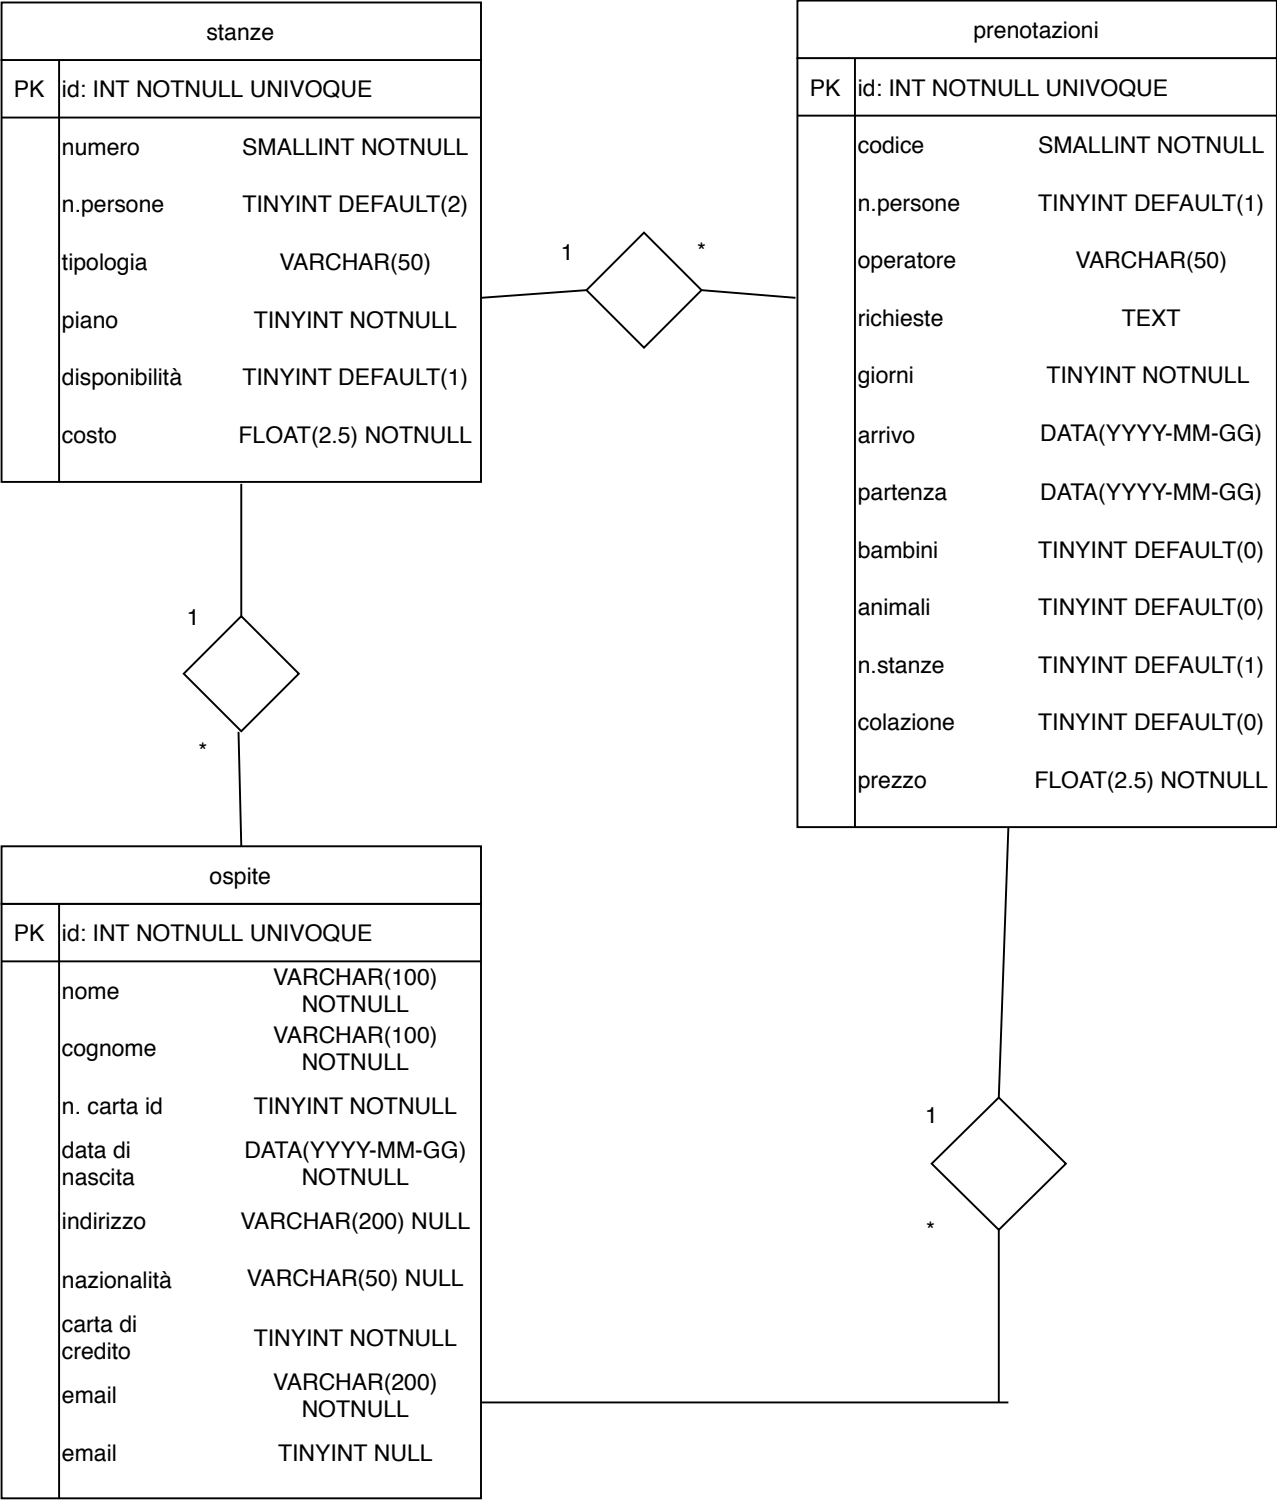 stanze
PK id: INT NOTNULL UNIVOQUE
numero SMALLINT NOTNULL
n.persone TINYINT DEFAULT(2)
tipologia VARCHAR(50)
piano TINYINT NOTNULL
disponibilità TINYINT DEFAULT(1)
costo FLOAT(2.5) NOTNULL
1
*
prenotazioni
PK id: INT NOTNULL UNIVOQUE
codice SMALLINT NOTNULL
n.persone TINYINT DEFAULT(1)
operatore VARCHAR(50)
richieste TEXT
giorni TINYINT NOTNULL
arrivo DATA(YYYY-MM-GG)
partenza DATA(YYYY-MM-GG)
bambini TINYINT DEFAULT(0)
animali TINYINT DEFAULT(0)
n.stanze TINYINT DEFAULT(1)
colazione TINYINT DEFAULT(0)
prezzo FLOAT(2.5) NOTNULL
1
*
ospite
PK id: INT NOTNULL UNIVOQUE
nome VARCHAR(100)
NOTNULL
cognome VARCHAR(100)
NOTNULL
n. carta id TINYINT NOTNULL
data di DATA(YYYY-MM-GG)
nascita NOTNULL
indirizzo VARCHAR(200) NULL
nazionalità VARCHAR(50) NULL
carta di
credito TINYINT NOTNULL
email VARCHAR(200)
NOTNULL
email TINYINT NULL
1
*